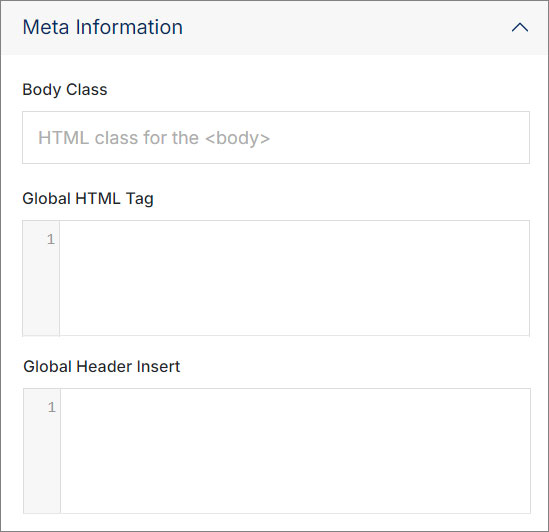 Meta Information
Body Class
HTML class for the <body>
Global HTML Tag
1
Global Header Insert
1